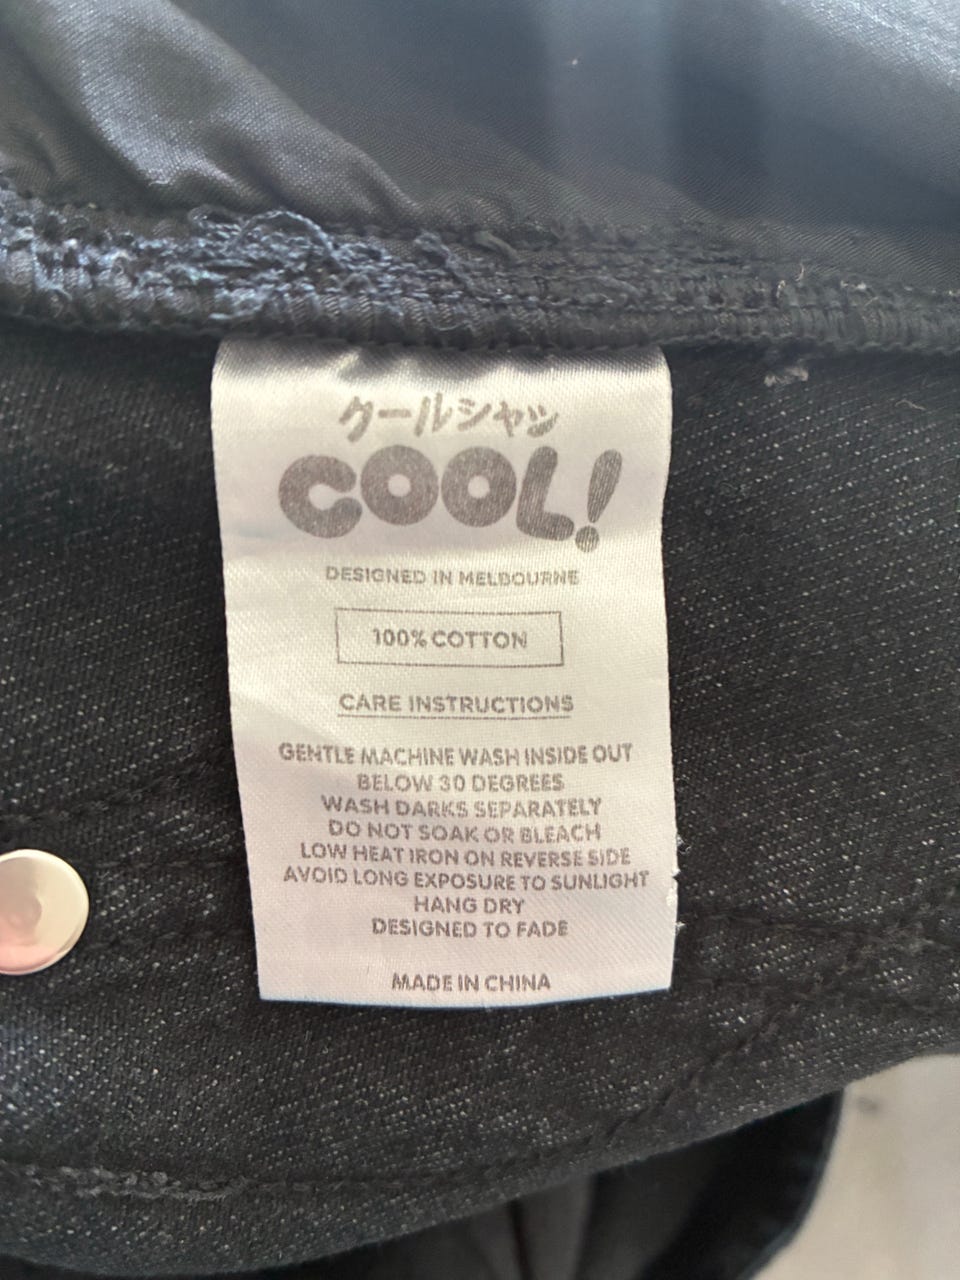 クールシャツ
COOL!
DESIGNED IN MELBOURNE
100% COTTON
CARE INSTRUCTIONS
GENTLE MACHINE WASH INSIDE OUT
BELOW 30 DEGREES
WASH DARKS SEPARATELY
DO NOT SOAK OR BLEACH
LOW HEAT IRON ON REVERSE SIDE
AVOID LONG EXPOSURE TO SUNLIGHT
HANG DRY
DESIGNED TO FADE
MADE IN CHINA